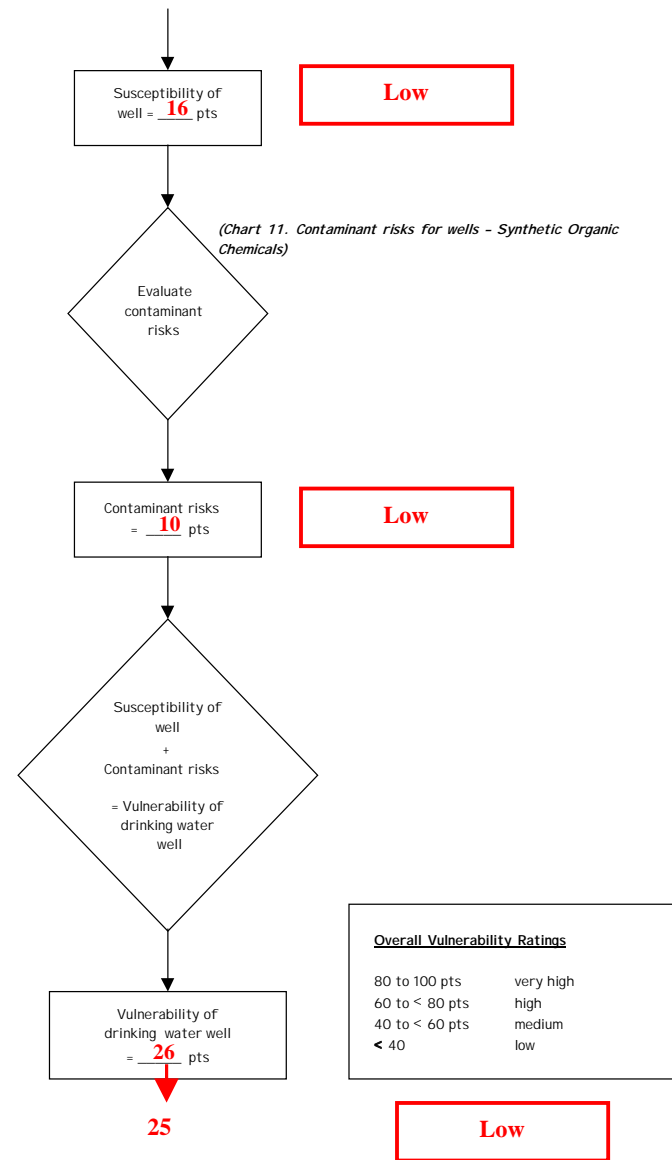 Susceptibility of
well = 16 pts
Low
(Chart 11. Contaminant risks for wells – Synthetic Organic
Chemicals)
Evaluate
contaminant
risks
Contaminant risks
= 10 pts
Low
Susceptibility of
well
+
Contaminant risks
= Vulnerability of
drinking water
well
Overall Vulnerability Ratings
80 to 100 pts very high
60 to < 80 pts high
40 to < 60 pts medium
< 40 low
Vulnerability of
drinking water well
= 26 pts
25
Low